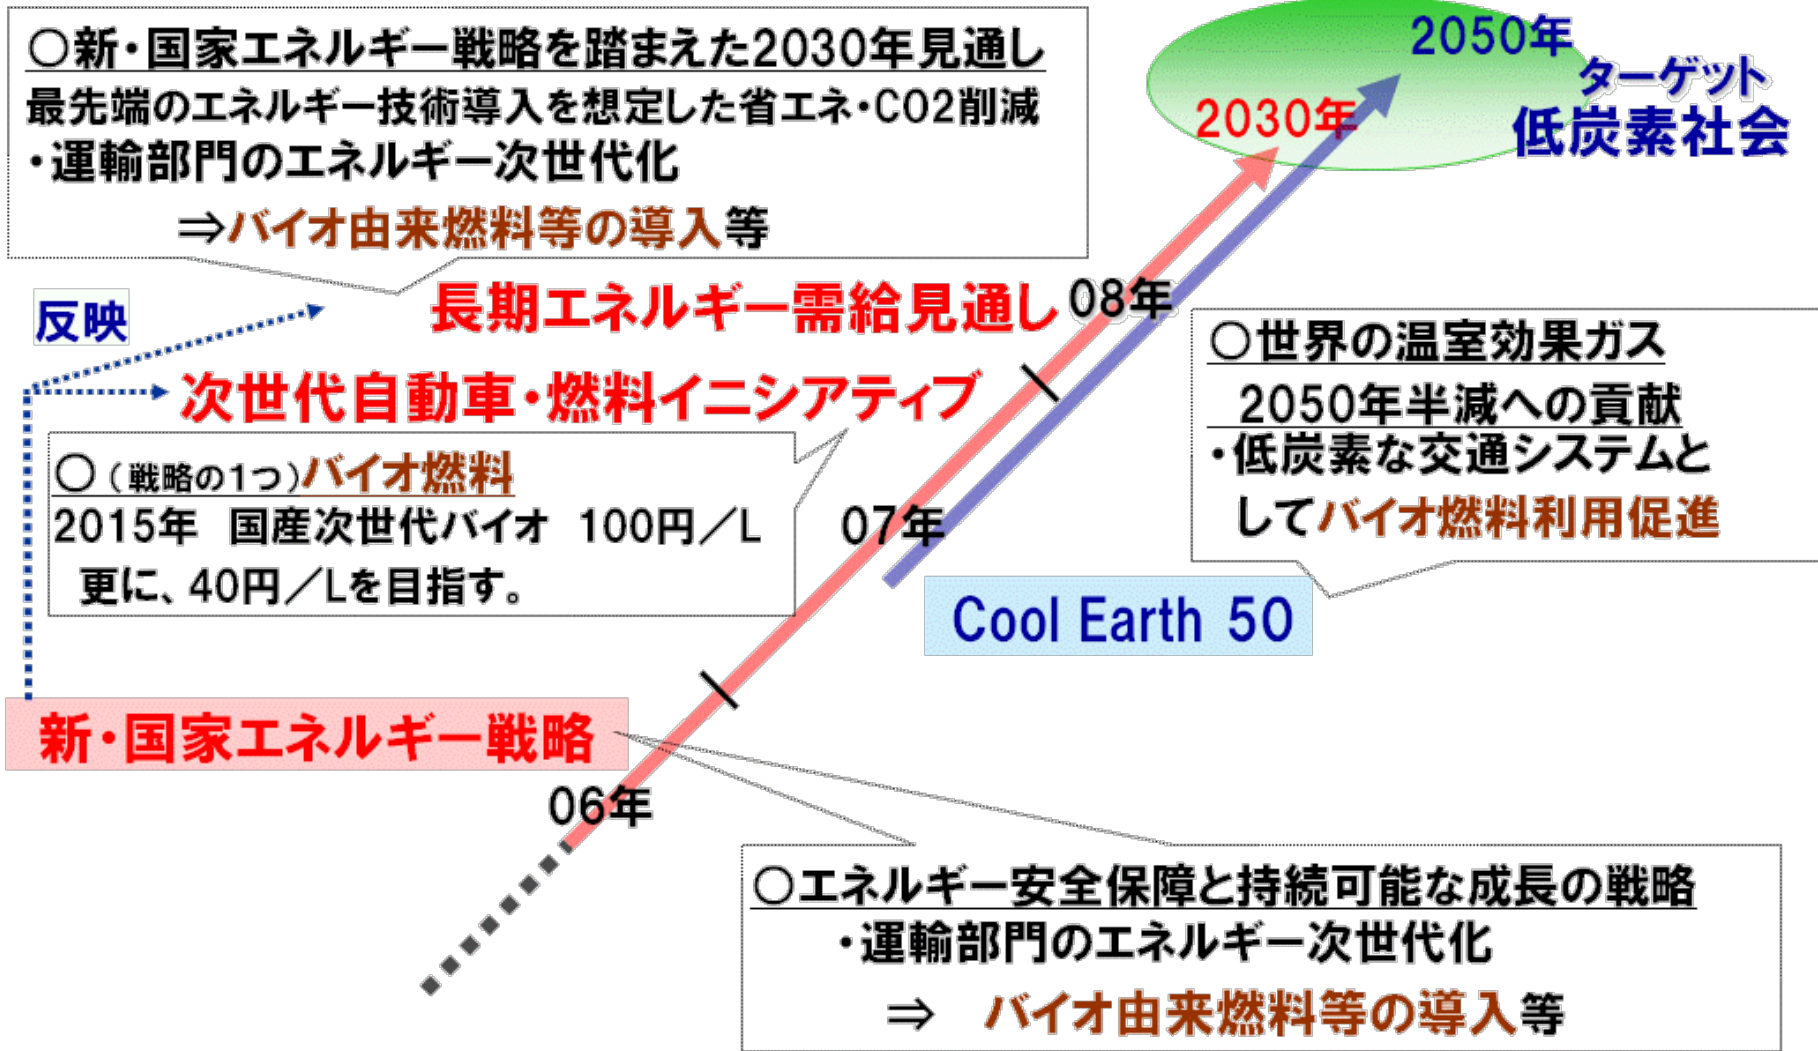 ○新・国家エネルギー戦略を踏まえた2030年見通し
最先端のエネルギー技術導入を想定した省エネ・CO2削減
・運輸部門のエネルギー次世代化
⇒バイオ由来燃料等の導入等
2050年
ターゲット
低炭素社会
2030年
反映
長期エネルギー需給見通し
08年
次世代自動車・燃料イニシアティブ
○世界の温室効果ガス
2050年半減への貢献
・低炭素な交通システムと
してバイオ燃料利用促進
○（戦略の1つ）バイオ燃料
2015年　国産次世代バイオ　100円／L
更に、40円／Lを目指す。
07年
Cool Earth 50
新・国家エネルギー戦略
06年
○エネルギー安全保障と持続可能な成長の戦略
・運輸部門のエネルギー次世代化
⇒　バイオ由来燃料等の導入等